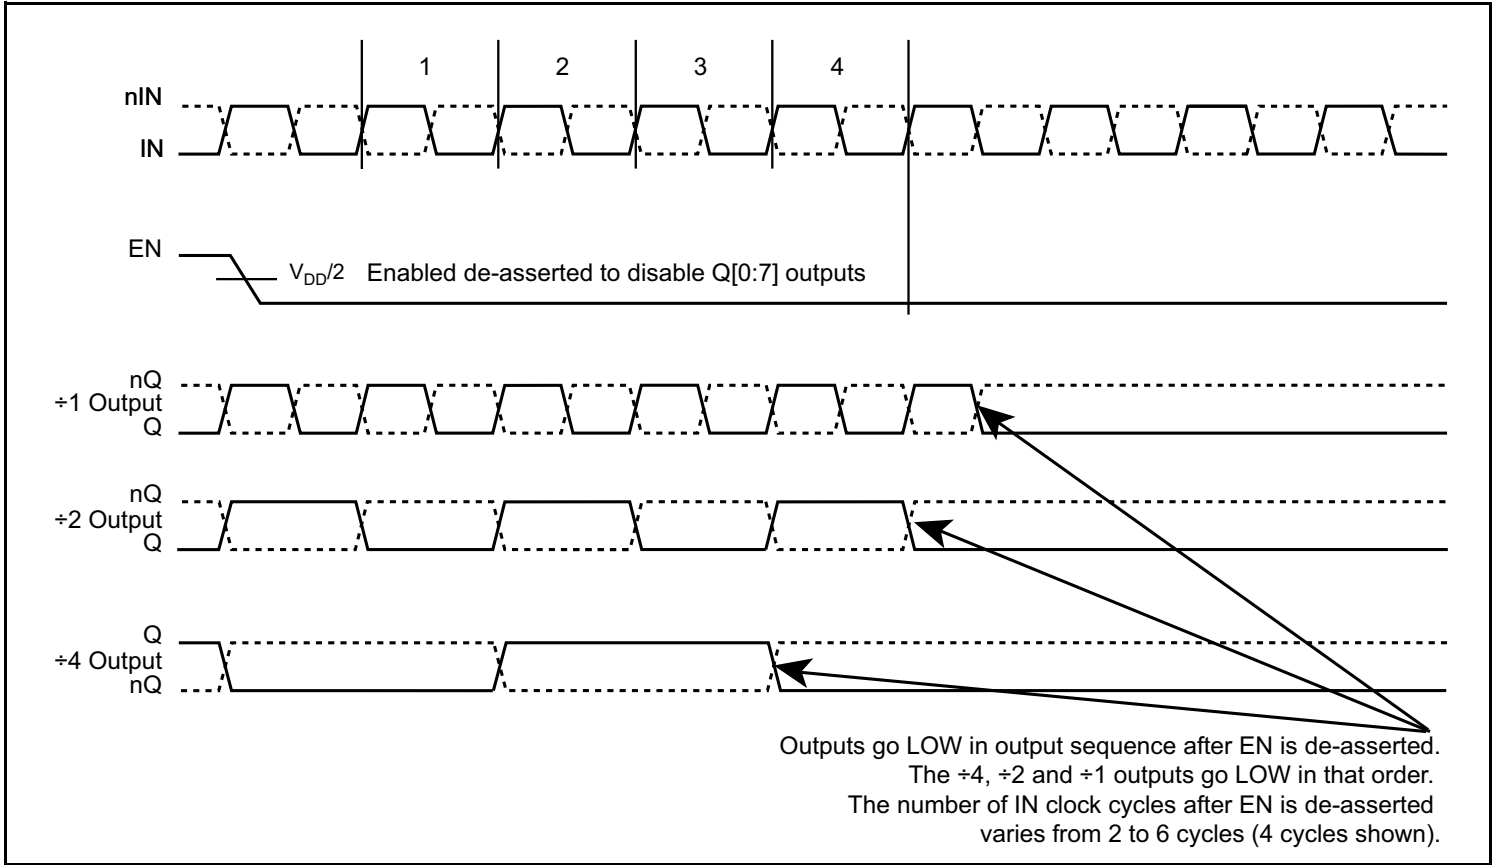 1 2 3 4
nIN
IN
EN
VDD/2 Enabled de-asserted to disable Q[0:7] outputs
nQ
÷1 Output
Q
nQ
÷2 Output
Q
Q
÷4 Output
nQ
Outputs go LOW in output sequence after EN is de-asserted.
The ÷4, ÷2 and ÷1 outputs go LOW in that order.
The number of IN clock cycles after EN is de-asserted
varies from 2 to 6 cycles (4 cycles shown).